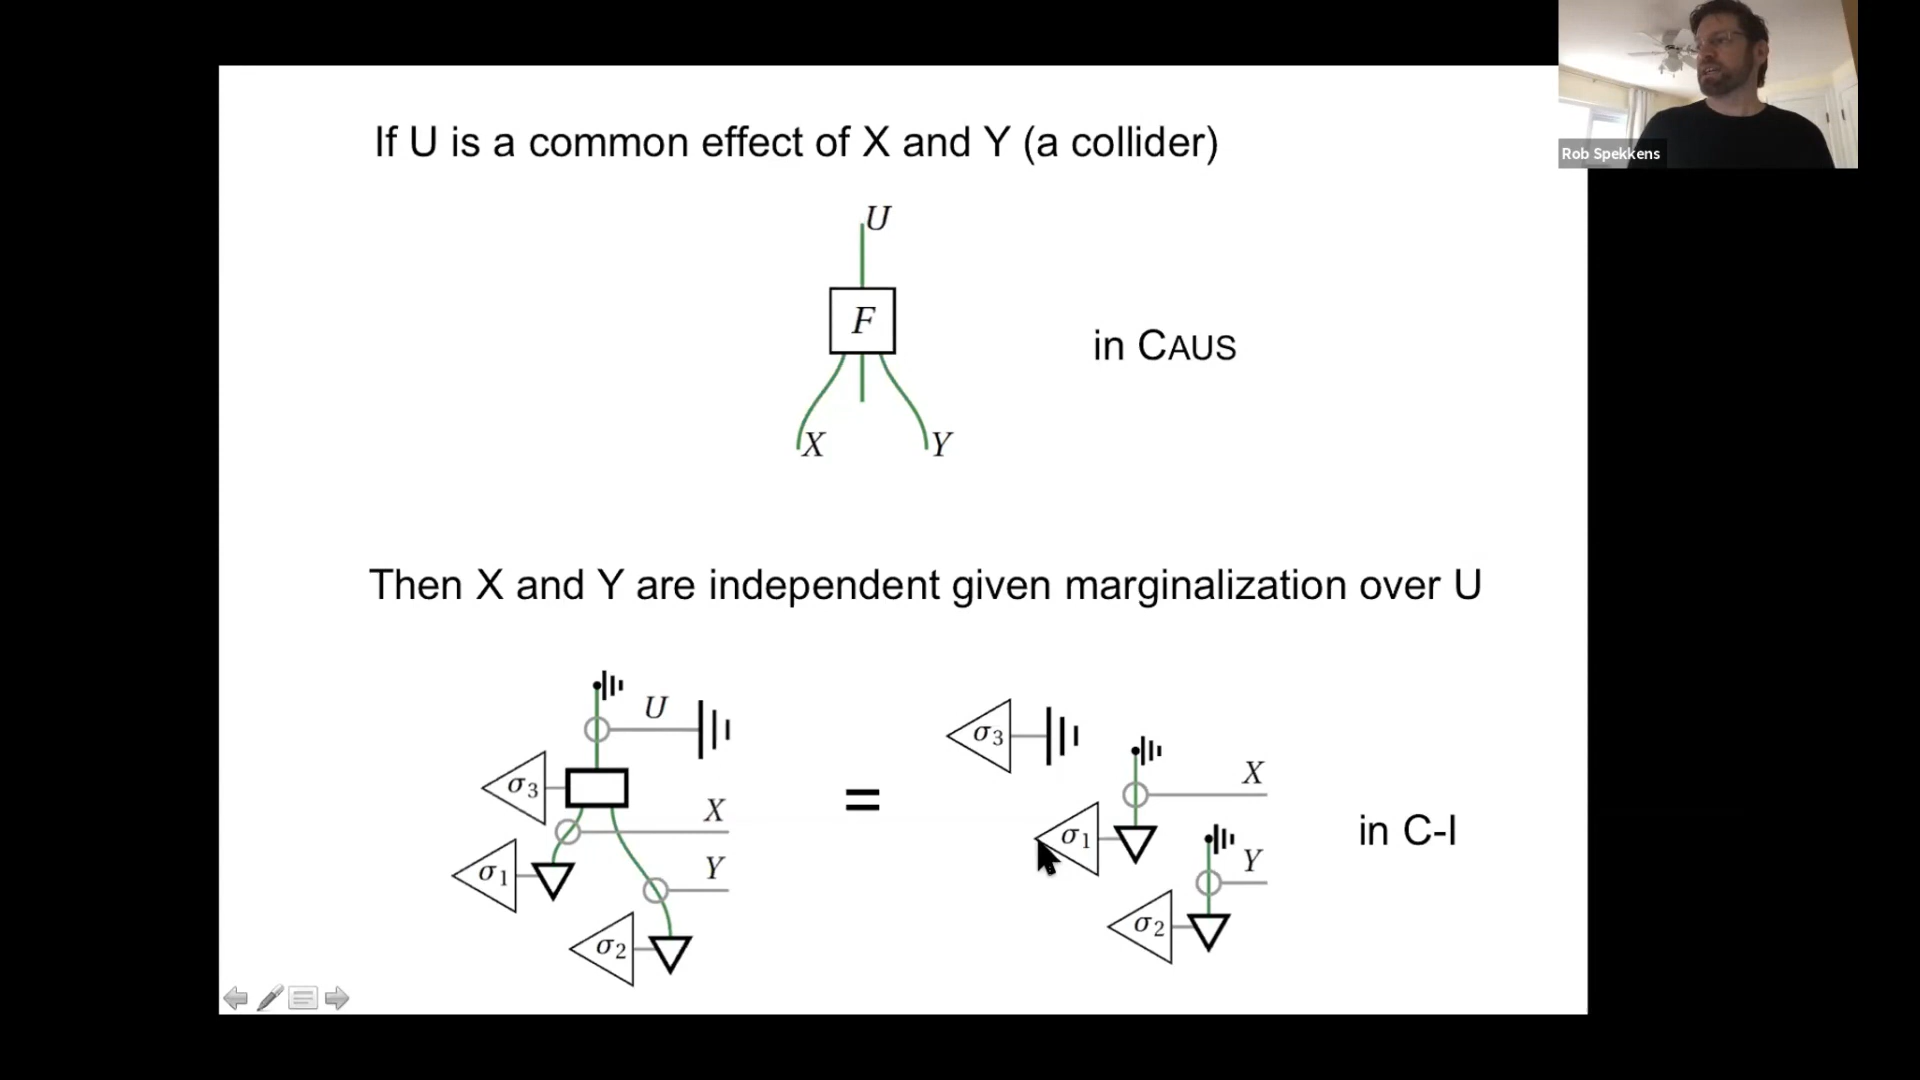 Rob Spekkens
If U is a common effect of X and Y (a collider)
U
F
in CAUS
X Y
Then X and Y are independent given marginalization over U
U
σ3
X
σ1
Y
σ2
=
σ3
X
σ1
Y
σ2
in C-I